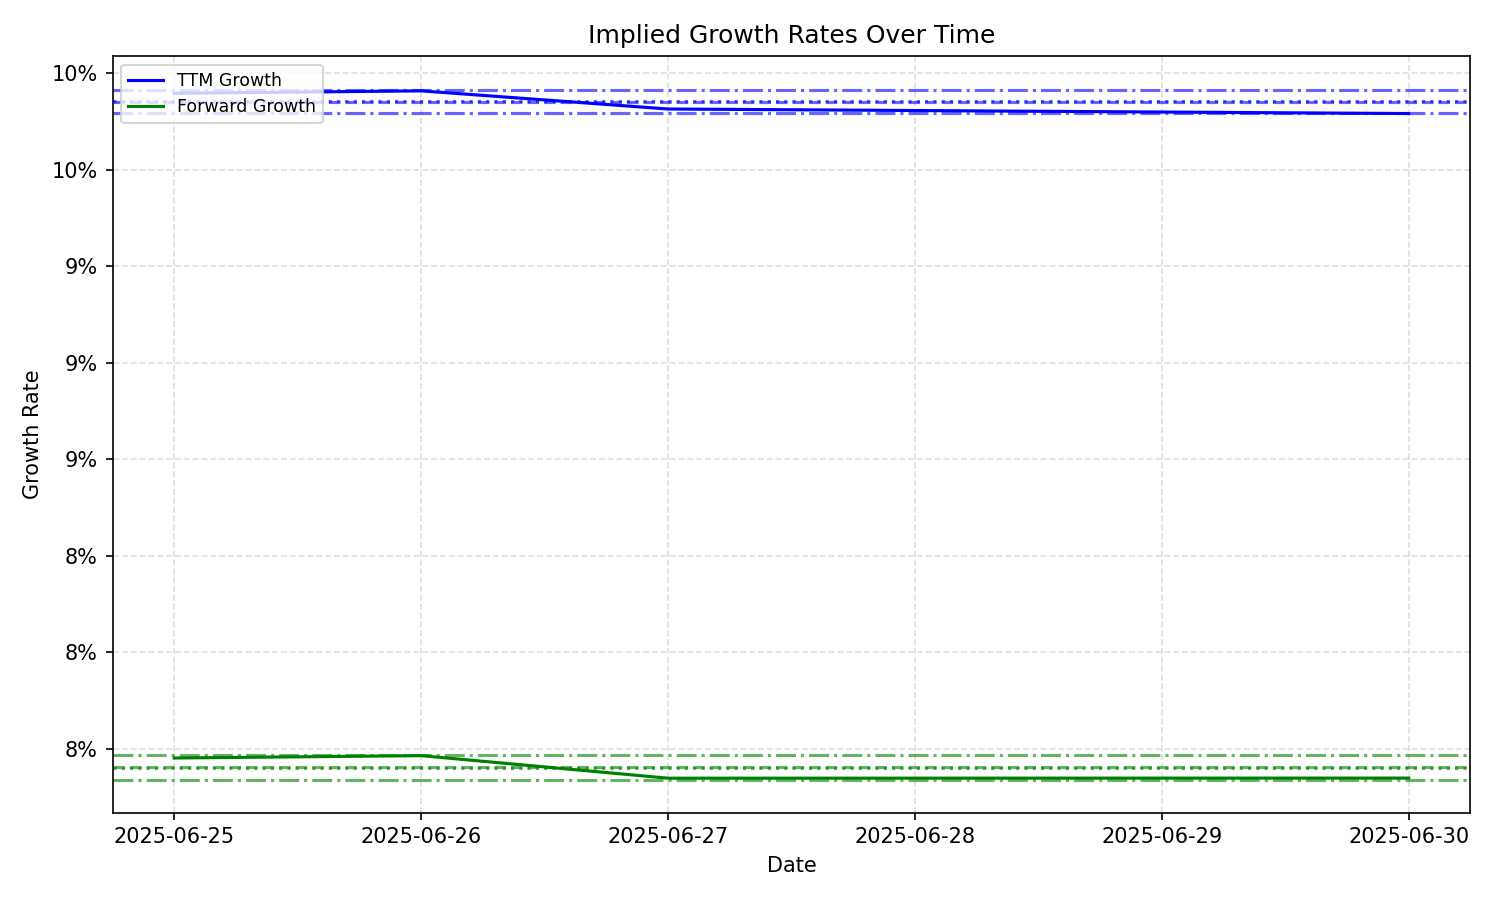 Implied Growth Rates Over Time
TTM Growth
Forward Growth
10%
10%
9%
9%
9%
8%
8%
8%
Growth Rate
2025-06-25
2025-06-26
2025-06-27
2025-06-28
2025-06-29
2025-06-30
Date